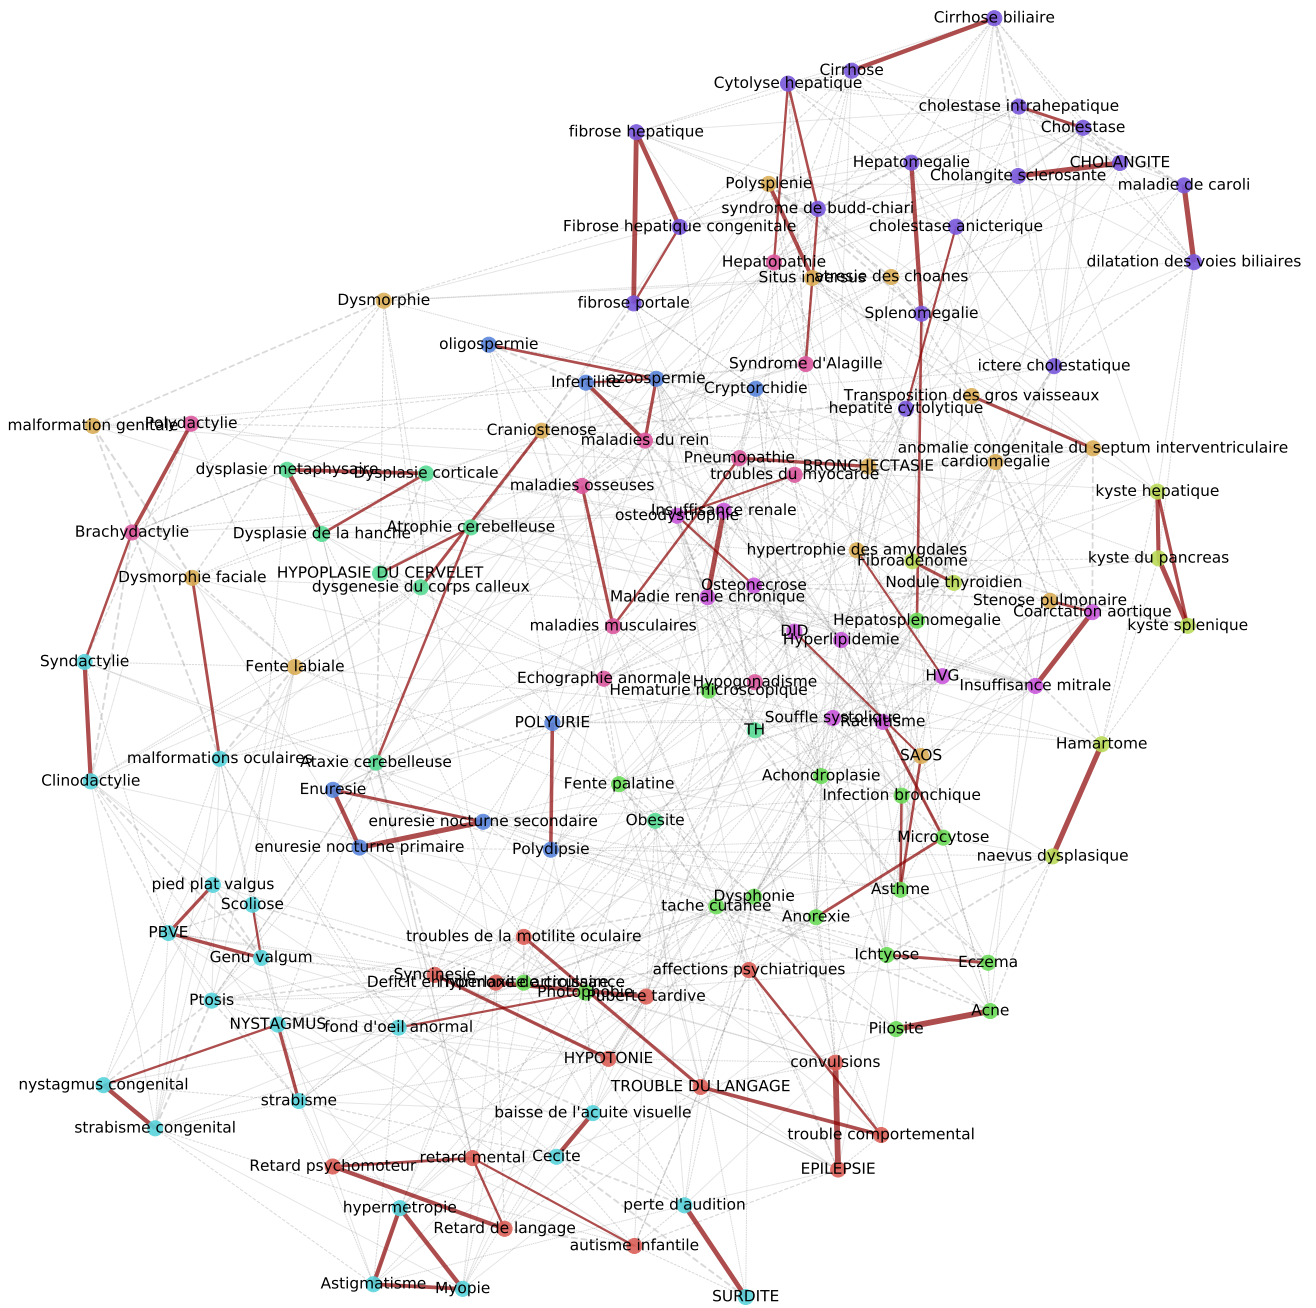 Cirrhose biliaire
Cirrhose
Cytolyse hepatique
cholestase intrahepatique
Cholestase
fibrose hepatique
Hepatomegalie
CHOLANGITE
Cholangite sclerosante
Polysplenie
maladie de caroli
syndrome de budd-chiari
Fibrose hepatique congenitale
cholestase anicterique
Hepatopathie
dilatation des voies biliaires
Situs inversus
atresie des choanes
Dysmorphie
fibrose portale
Splenomegalie
oligospermie
Syndrome d'Alagille
ictere cholestatique
Infertilite
azoospermie
Cryptorchidie
Transposition des gros vaisseaux
hepatite cytolytique
malformation genitale
Polydactylie
Craniostenose
maladies du rein
anomalie congenitale du septum interventriculaire
Pneumopathie
BRONCHECTASIE
cardiomegalie
dysplasie metaphysaire
Dysplasie corticale
troubles du myocarde
maladies osseuses
kyste hepatique
Insuffisance renale
osteodystrophie
Brachydactylie
Dysplasie de la hanche
Atrophie cerebelleuse
hypertrophie des amygdales
Fibroadenome
kyste du pancreas
HYPOPLASIE DU CERVELET
Dysmorphie faciale
dysgenesie du corps calleux
Osteonecrose
Nodule thyroidien
Maladie renale chronique
Stenose pulmonaire
Coarctation aortique
maladies musculaires
Hepatosplenomegalie
kyste splenique
DID
Hyperlipidemie
Syndactylie
Fente labiale
Echographie anormale
Hypogonadisme
HVG
Insuffisance mitrale
Hematurie microscopique
POLYURIE
Souffle systolique
Rachitisme
TH
Hamartome
malformations oculaires
Ataxie cerebelleuse
SAOS
Clinodactylie
Achondroplasie
Fente palatine
Enuresie
Infection bronchique
enuresie nocturne secondaire
Obesite
Microcytose
enuresie nocturne primaire
Polydipsie
naevus dysplasique
pied plat valgus
Asthme
Scoliose
Dysphonie
tache cutanee
Anorexie
PBVE
troubles de la motilite oculaire
Genu valgum
Ichtyose
Eczema
affections psychiatriques
Syncinesie
Photophobie
Puberte tardive
Ptosis
Acne
NYSTAGMUS
fond d'oeil anormal
Pilosite
HYPOTONIE
convulsions
nystagmus congenital
TROUBLE DU LANGAGE
strabisme
baisse de l'acuite visuelle
strabisme congenital
trouble comportemental
Cecite
retard mental
Retard psychomoteur
EPILEPSIE
hypermetropie
perte d'audition
Retard de langage
autisme infantile
Astigmatisme
Myopie
SURDITE